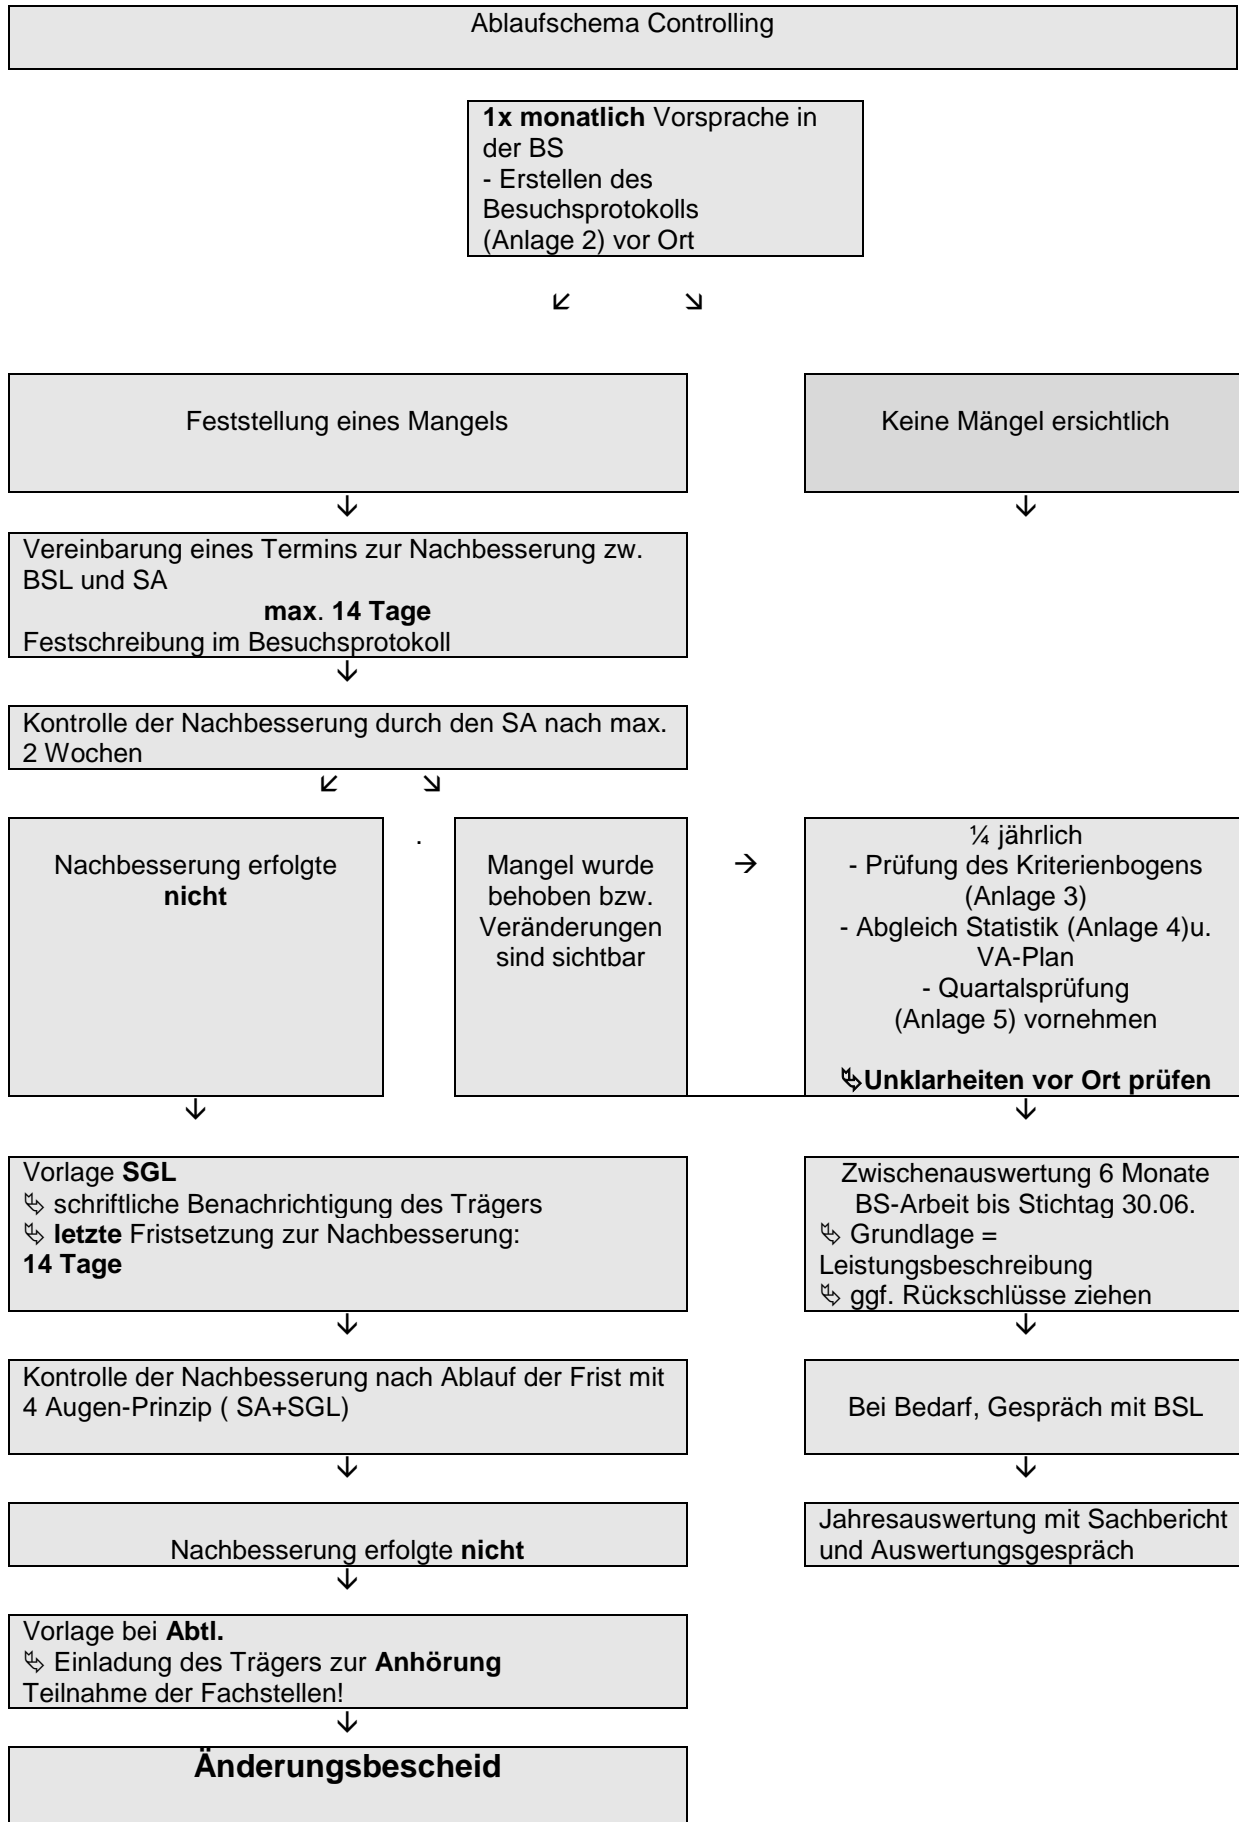 Ablaufschema Controlling
1x monatlich Vorsprache in
der BS
- Erstellen des
Besuchsprotokolls
(Anlage 2) vor Ort
Feststellung eines Mangels
Keine Mängel ersichtlich
Vereinbarung eines Termins zur Nachbesserung zw.
BSL und SA
max. 14 Tage
Festschreibung im Besuchsprotokoll
Kontrolle der Nachbesserung durch den SA nach max.
2 Wochen
Nachbesserung erfolgte
nicht
.
Mangel wurde
behoben bzw.
Veränderungen
sind sichtbar
¼ jährlich
- Prüfung des Kriterienbogens
(Anlage 3)
- Abgleich Statistik (Anlage 4)u.
VA-Plan
- Quartalsprüfung
(Anlage 5) vornehmen
Unklarheiten vor Ort prüfen
Vorlage SGL
schriftliche Benachrichtigung des Trägers
letzte Fristsetzung zur Nachbesserung:
14 Tage
Zwischenauswertung 6 Monate
BS-Arbeit bis Stichtag 30.06.
Grundlage =
Leistungsbeschreibung
ggf. Rückschlüsse ziehen
Kontrolle der Nachbesserung nach Ablauf der Frist mit
4 Augen-Prinzip ( SA+SGL)
Bei Bedarf, Gespräch mit BSL
Nachbesserung erfolgte nicht
Jahresauswertung mit Sachbericht
und Auswertungsgespräch
Vorlage bei Abtl.
Einladung des Trägers zur Anhörung
Teilnahme der Fachstellen!
Änderungsbescheid